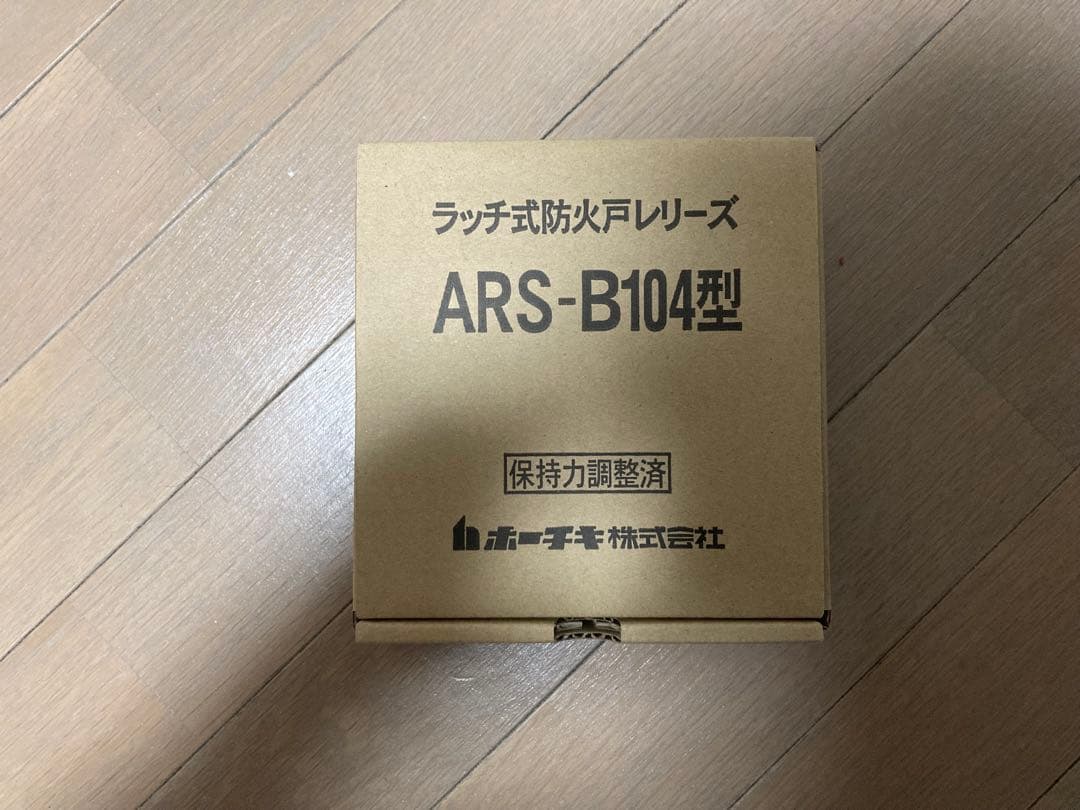 ラッチ式防火戸レリーズ
ARS-B104型
保持力調整済
ホーチキ株式会社